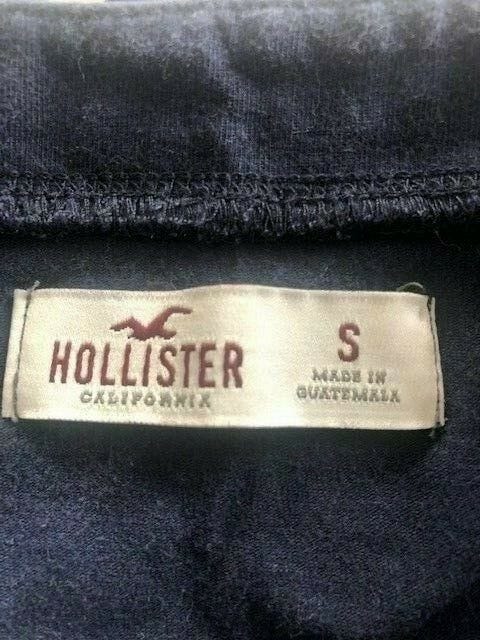 HOLLISTER
CALIFORNIA
S
MADE IN
GUATEMALA